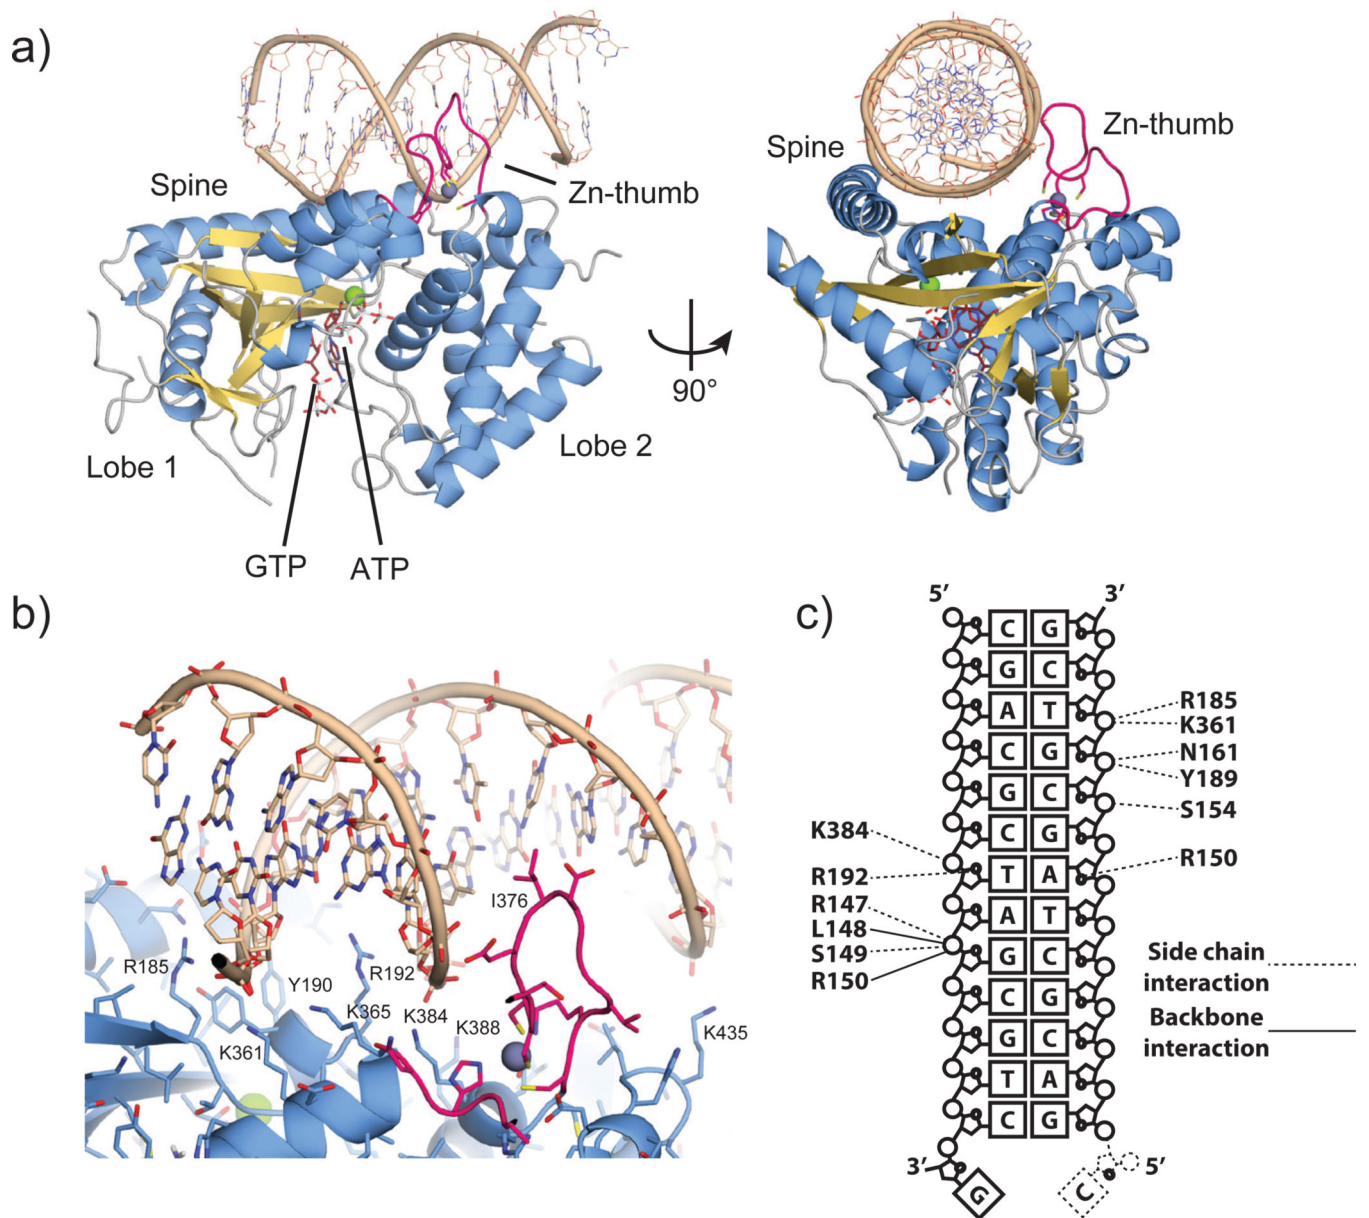 a)
Spine
Zn-thumb
Lobe 1
Lobe 2
GTP
ATP
90°
Spine
Zn-thumb
b)
I376
R185
Y190
R192
K365
K384
K388
K435
K361
c)
5′ 3′
C G
G C
A T
C G
G C
C G
T A
A T
G C
C G
G C
T A
C G
3′ G C 5′
R185
K361
N161
Y189
S154
R150
K384
R192
R147
L148
S149
R150
Side chain
interaction
Backbone
interaction